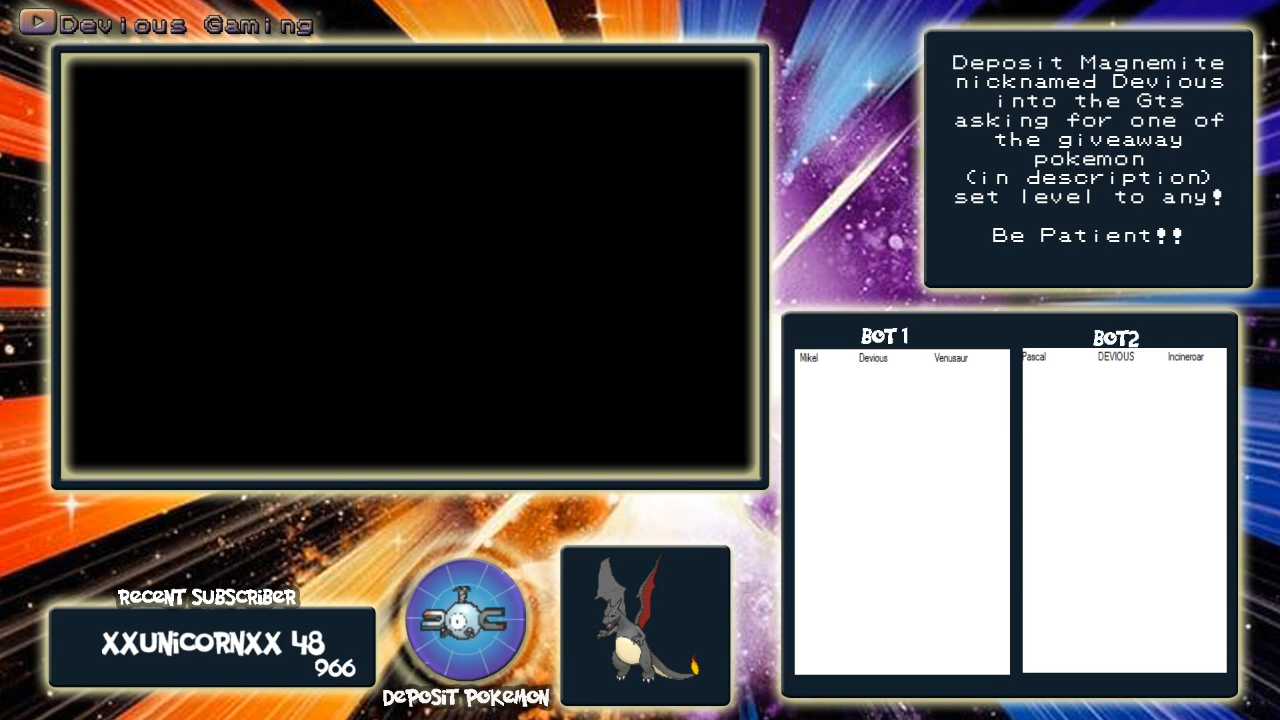 Devious Gaming
Deposit Magnemite
nicknamed Devious
into the Gts
asking for one of
the giveaway
pokemon
(in description)
set level to any!
Be Patient!!
BOT 1
Mikel Devious Venusaur
BOT2
Pascal DEVIOUS Incineroar
RECENT SUBSCRIBER
XXUNICORNXX 48
966
DEPOSIT POKEMON